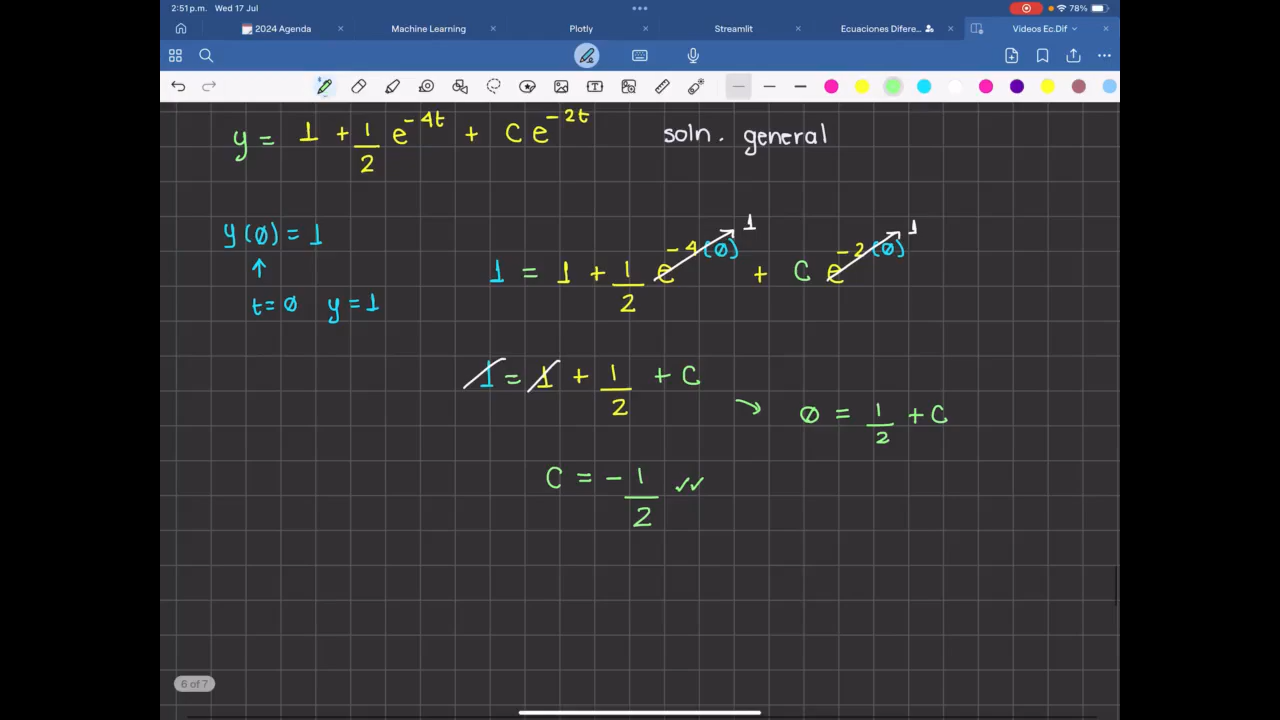 2:51 p.m. Wed 17 Jul
78%
2024 Agenda
Machine Learning
Plotly
Streamlit
Ecuaciones Difere...
Videos Ec.Dif
y = 1 + 1/2 e^-4t + C e^-2t soln. general
y(0) = 1
1 = 1 + 1/2 e^-4(0) 1 + C e^-2(0) 1
t = 0 y = 1
1 = 1 + 1/2 + C
0 = 1/2 + C
C = - 1/2 ✓✓
6 of 7